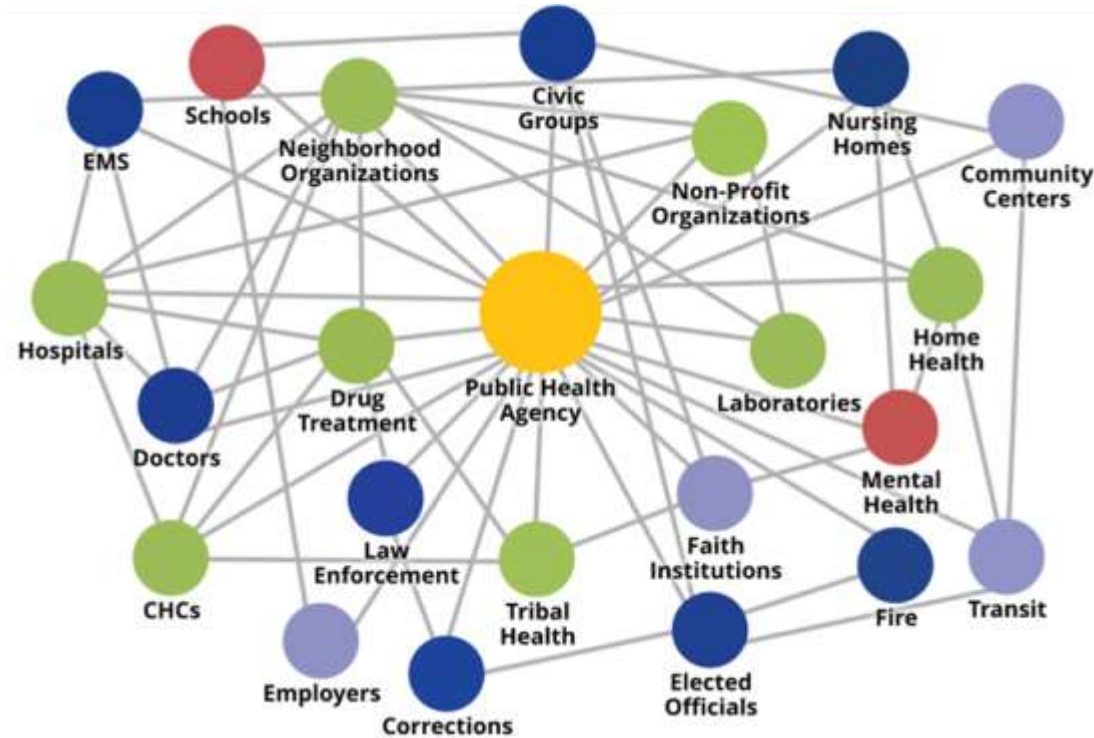 Schools
EMS
Neighborhood
Organizations
Civic
Groups
Nursing
Homes
Non-Profit
Organizations
Community
Centers
Hospitals
Drug
Treatment
Public Health
Agency
Laboratories
Home
Health
Doctors
Mental
Health
Law
Enforcement
Faith
Institutions
CHCs
Tribal
Health
Fire
Transit
Employers
Corrections
Elected
Officials